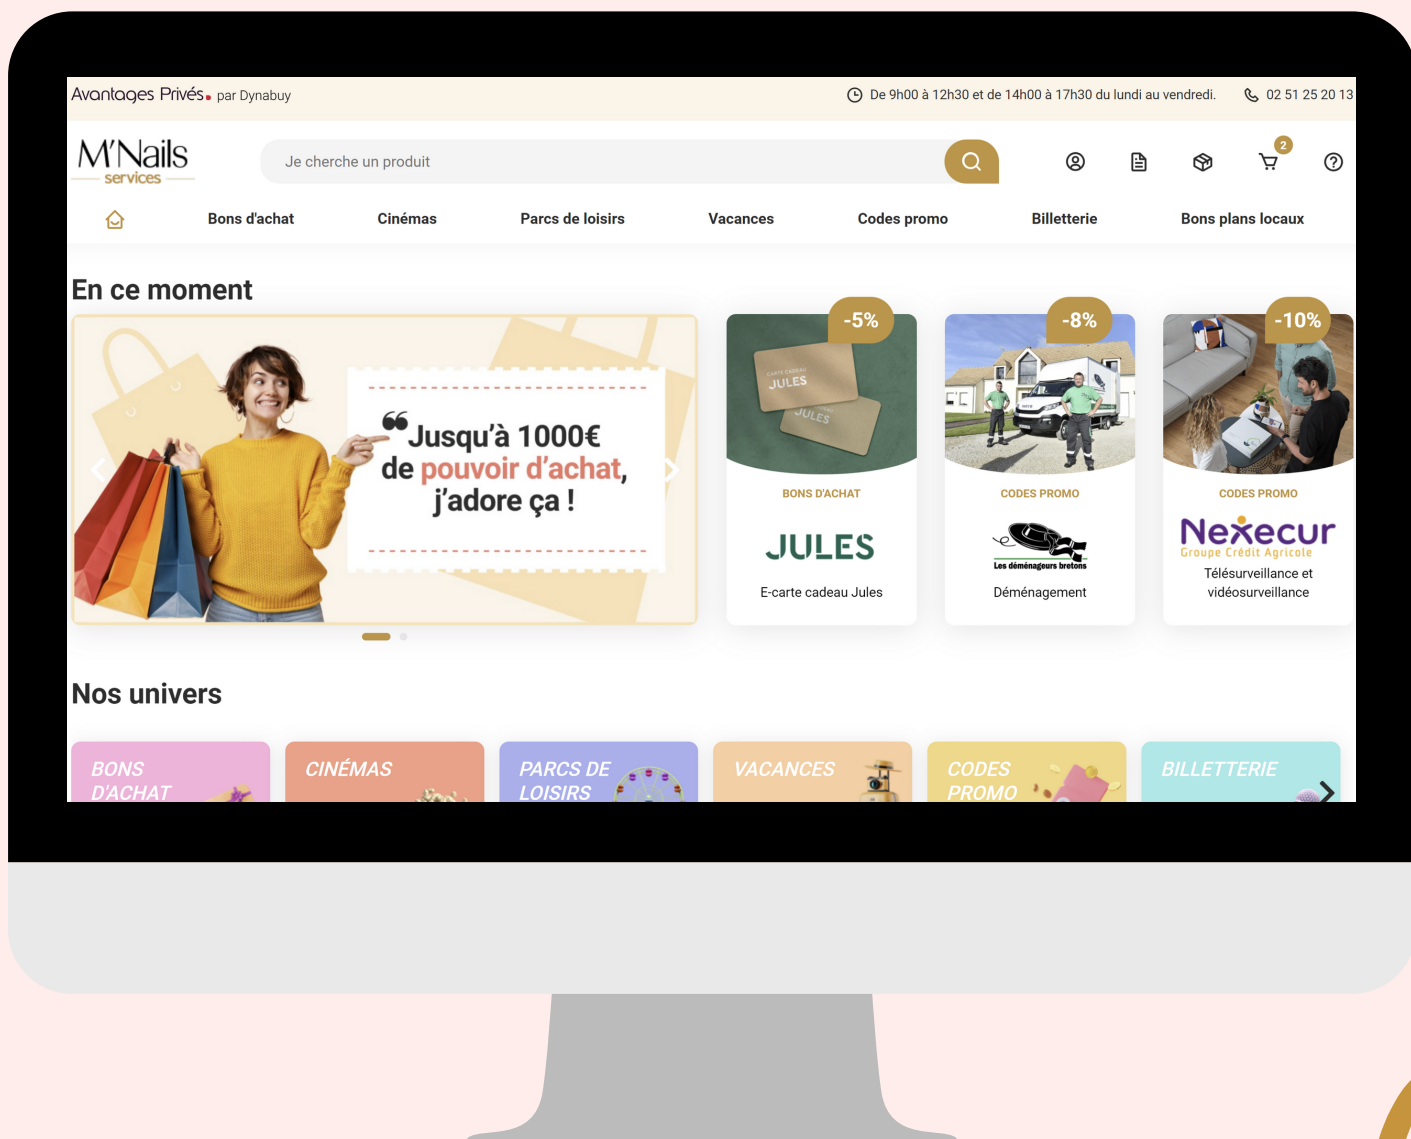 Avantages Privés. par Dynabuy
De 9h00 à 12h30 et de 14h00 à 17h30 du lundi au vendredi.
02 51 25 20 13
M'Nails
services
Je cherche un produit
2
Bons d'achat
Cinémas
Parcs de loisirs
Vacances
Codes promo
Billetterie
Bons plans locaux
En ce moment
❝Jusqu'à 1000€
de pouvoir d'achat,
j'adore ça !
-5%
CARTE CADEAU
JULES
JULES
BONS D'ACHAT
JULES
E-carte cadeau Jules
-8%
CODES PROMO
Les déménageurs bretons
Déménagement
-10%
CODES PROMO
Nexecur
Groupe Crédit Agricole
Télésurveillance et
vidéosurveillance
Nos univers
BONS
D'ACHAT
CINÉMAS
PARCS DE
LOISIRS
VACANCES
CODES
PROMO
BILLETTERIE